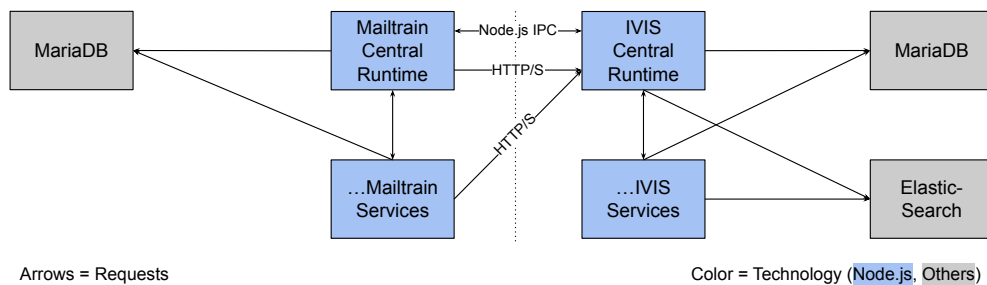 MariaDB
Mailtrain
Central
Runtime
Node.js IPC
HTTP/S
HTTP/S
IVIS
Central
Runtime
MariaDB
…Mailtrain
Services
…IVIS
Services
Elastic-
Search
Arrows = Requests
Color = Technology (Node.js, Others)